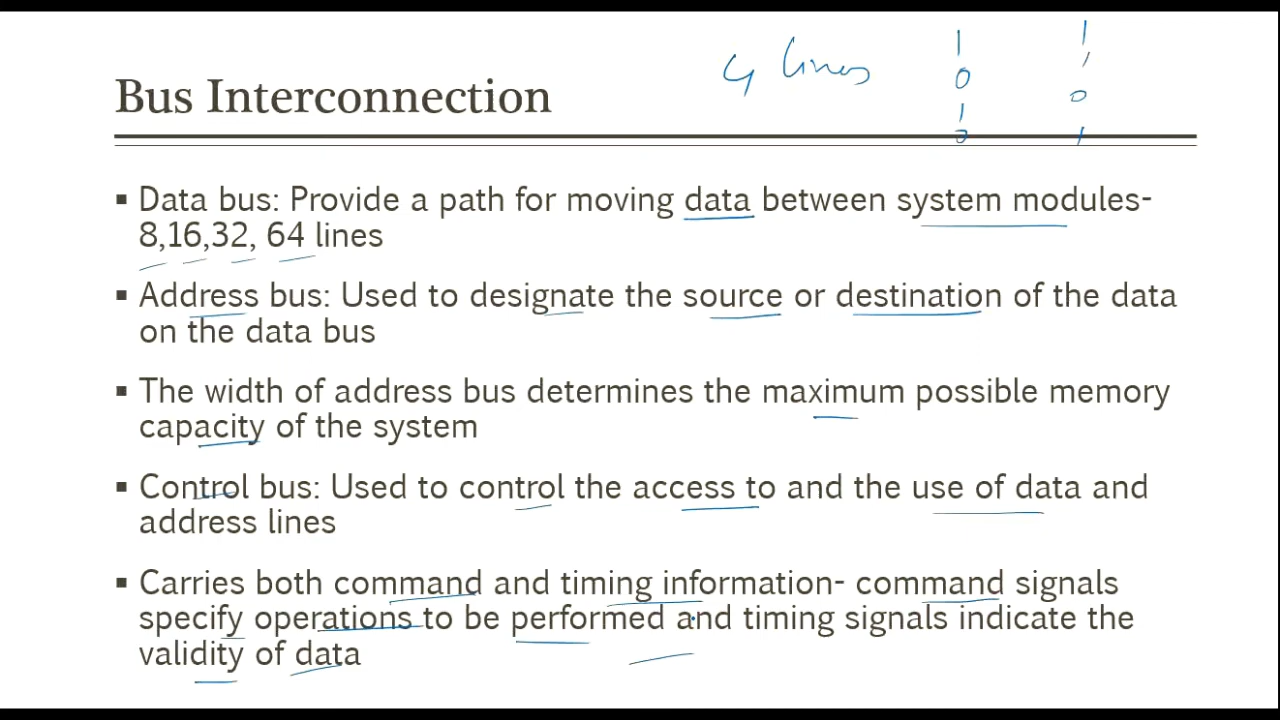 4 lines
1 1
0 1
1 0
0 1
Bus Interconnection
▪ Data bus: Provide a path for moving data between system modules-
8,16,32, 64 lines
▪ Address bus: Used to designate the source or destination of the data
on the data bus
▪ The width of address bus determines the maximum possible memory
capacity of the system
▪ Control bus: Used to control the access to and the use of data and
address lines
▪ Carries both command and timing information- command signals
specify operations to be performed and timing signals indicate the
validity of data